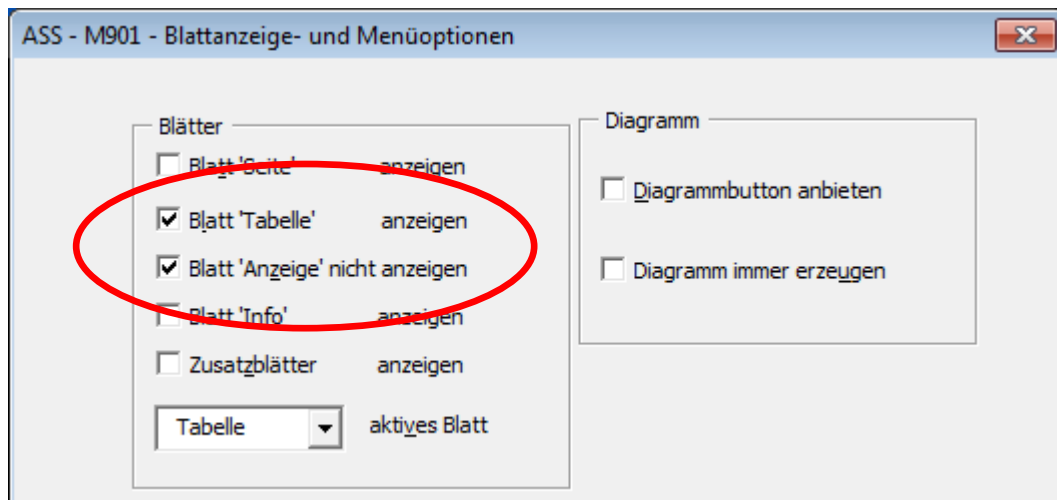 ASS - M901 - Blattanzeige- und Menüoptionen
Blätter
Blatt 'Seite' anzeigen
Blatt 'Tabelle' anzeigen
Blatt 'Anzeige' nicht anzeigen
Blatt 'Info' anzeigen
Zusatzblätter anzeigen
Tabelle aktives Blatt
Diagramm
Diagrammbutton anbieten
Diagramm immer erzeugen